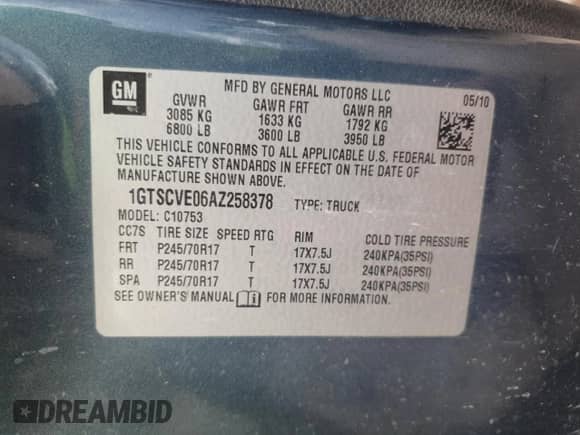 GM ®
MFD BY GENERAL MOTORS LLC
05/10
GVWR GAWR FRT GAWR RR
3085 KG 1633 KG 1792 KG
6800 LB 3600 LB 3950 LB
THIS VEHICLE CONFORMS TO ALL APPLICABLE U.S. FEDERAL MOTOR
VEHICLE SAFETY STANDARDS IN EFFECT ON THE DATE OF
MANUFACTURE SHOWN ABOVE.
1GTSCVE06AZ258378 TYPE: TRUCK
MODEL: C10753
CC7S TIRE SIZE SPEED RTG RIM COLD TIRE PRESSURE
FRT P245/70R17 T 17X7.5J 240KPA(35PSI)
RR P245/70R17 T 17X7.5J 240KPA(35PSI)
SPA P245/70R17 T 17X7.5J 240KPA(35PSI)
SEE OWNER'S MANUAL FOR MORE INFORMATION.
DREAMBID